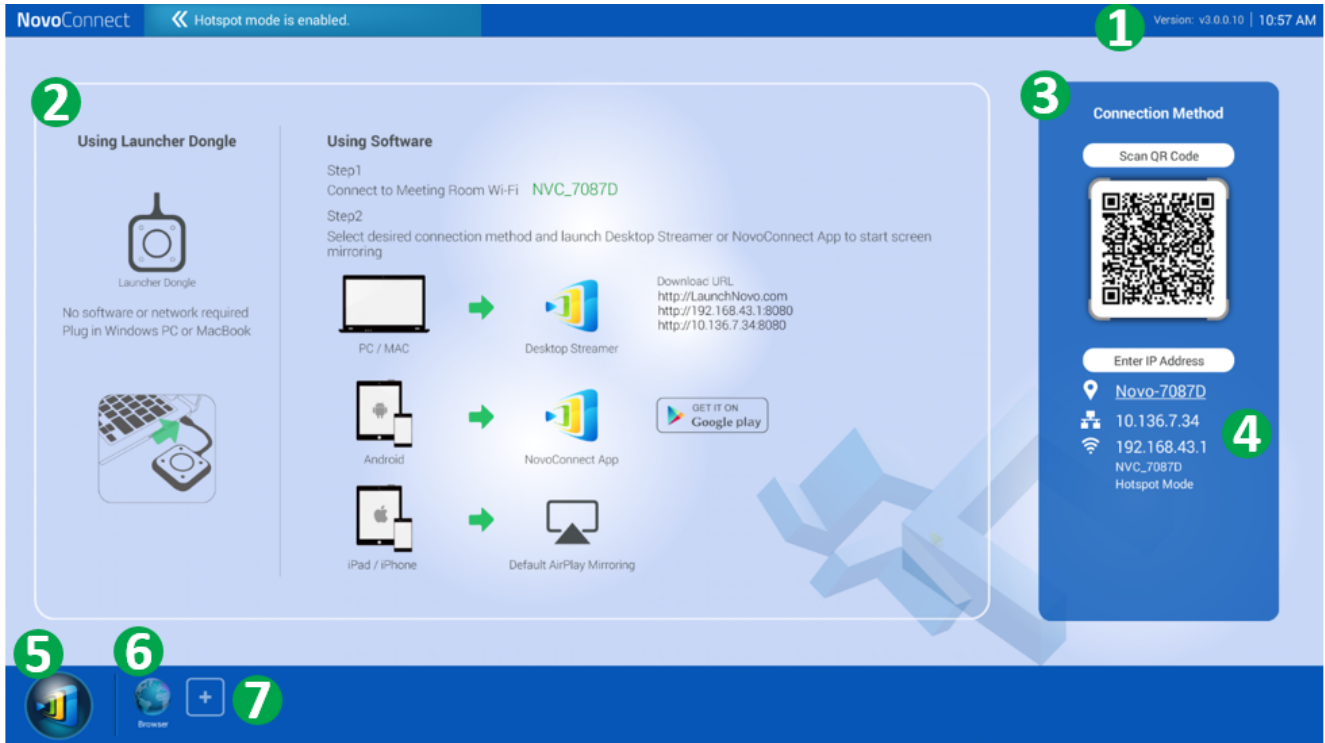 NovoConnect
Hotspot mode is enabled.
1
Version: v3.0.0.10 | 10:57 AM
2
Using Launcher Dongle
Launcher Dongle
No software or network required
Plug in Windows PC or MacBook
Using Software
Step1
Connect to Meeting Room Wi-Fi NVC_7087D
Step2
Select desired connection method and launch Desktop Streamer or NovoConnect App to start screen
mirroring
PC / MAC
Desktop Streamer
Download URL
http://LaunchNovo.com
http://192.168.43.1:8080
http://10.136.7.34:8080
Android
NovoConnect App
GET IT ON
Google play
iPad / iPhone
Default AirPlay Mirroring
3
Connection Method
Scan QR Code
Enter IP Address
Novo-7087D
10.136.7.34
4
192.168.43.1
NVC_7087D
Hotspot Mode
5
6
Browser
+
7